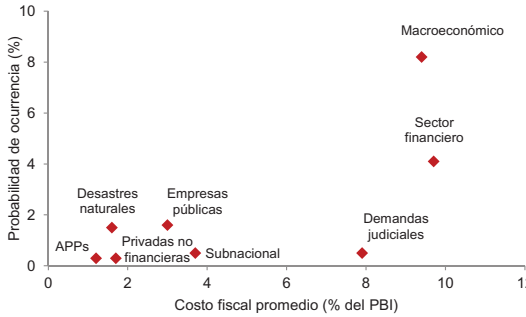 10
8
6
4
2
0
Probabilidad de ocurrencia (%)
Macroeconómico
Sector
financiero
Desastres
naturales
Empresas
públicas
Demandas
judiciales
APPs
Privadas no
financieras
Subnacional
0 2 4 6 8 10 12
Costo fiscal promedio (% del PBI)